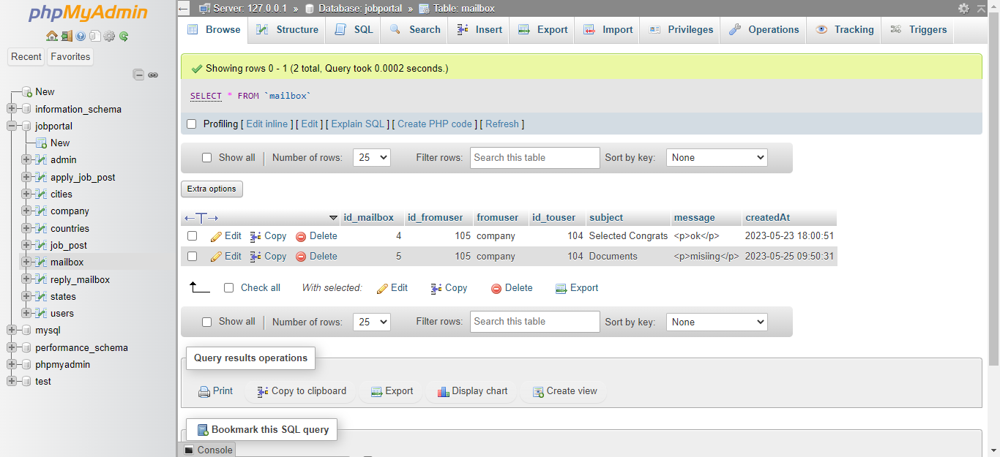 phpMyAdmin
Recent Favorites
New
information_schema
jobportal
New
admin
apply_job_post
cities
company
countries
job_post
mailbox
reply_mailbox
states
users
mysql
performance_schema
phpmyadmin
test
Server: 127.0.0.1 » Database: jobportal » Table: mailbox
Browse Structure SQL Search Insert Export Import Privileges Operations Tracking Triggers
Showing rows 0 - 1 (2 total, Query took 0.0002 seconds.)
SELECT * FROM `mailbox`
Profiling [ Edit inline ] [ Edit ] [ Explain SQL ] [ Create PHP code ] [ Refresh ]
Show all | Number of rows: 25 Filter rows: Search this table Sort by key: None
Extra options
←T→ id_mailbox id_fromuser fromuser id_touser subject message createdAt
Edit Copy Delete 4 105 company 104 Selected Congrats <p>ok</p> 2023-05-23 18:00:51
Edit Copy Delete 5 105 company 104 Documents <p>misiing</p> 2023-05-25 09:50:31
Check all With selected: Edit Copy Delete Export
Show all | Number of rows: 25 Filter rows: Search this table Sort by key: None
Query results operations
Print Copy to clipboard Export Display chart Create view
Bookmark this SQL query
Console